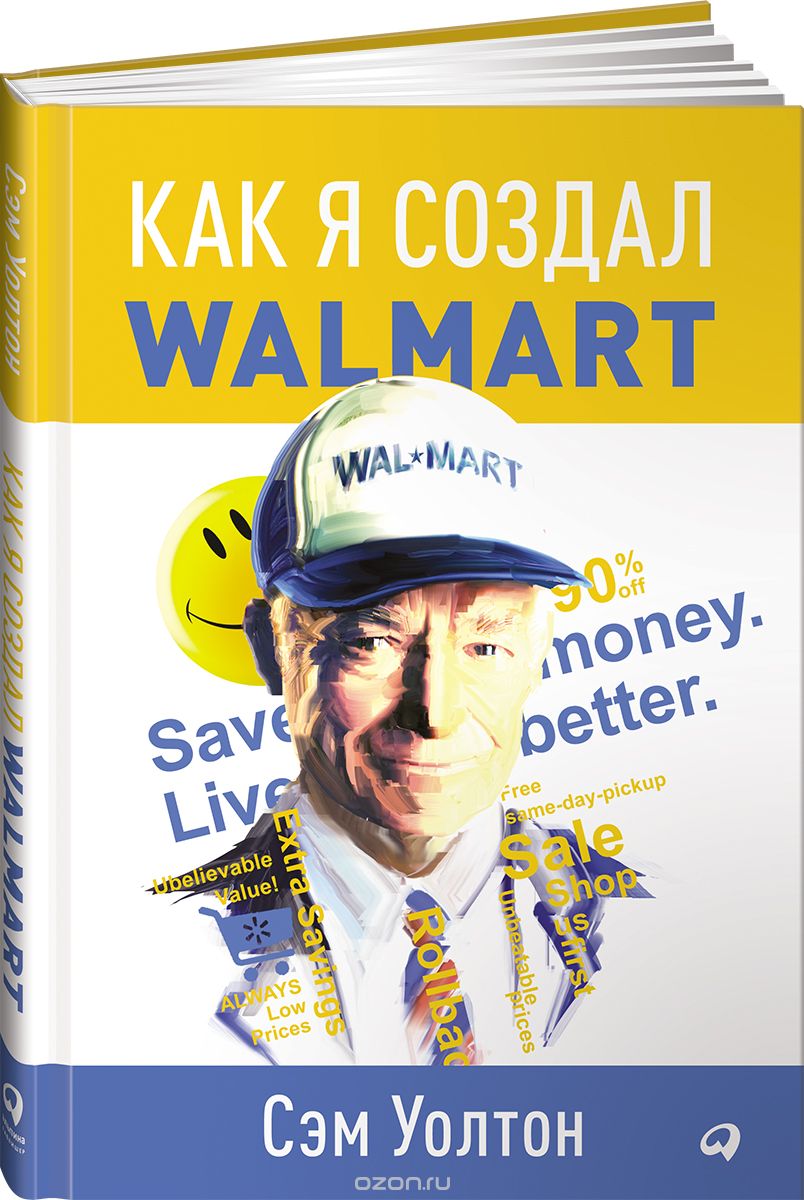 КАК Я СОЗДАЛ
WALMART
WAL★MART
90%
off
Save money.
Live better.
Free
same-day-pickup
Sale
Shop
us
first
Unbeatable
prices
Ubelievable
Value!
Extra Savings
ALWAYS
Low
Prices
Rollbac
Сэм Уолтон
СЭМ УОЛТОН
КАК Я СОЗДАЛ WALMART
альпина
паблишер
ozon.ru